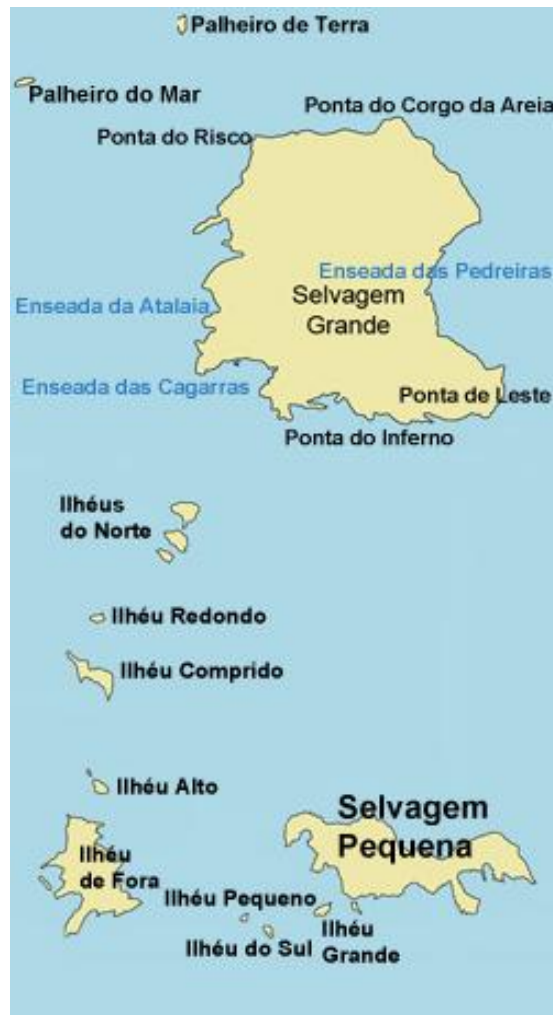 Palheiro de Terra
Palheiro do Mar
Ponta do Corgo da Areia
Ponta do Risco
Enseada das Pedreiras
Selvagem
Grande
Enseada da Atalaia
Enseada das Cagarras
Ponta de Leste
Ponta do Inferno
Ilhéus
do Norte
Ilhéu Redondo
Ilhéu Comprido
Ilhéu Alto
Selvagem
Pequena
Ilhéu
de Fora
Ilhéu Pequeno
Ilhéu do Sul
Ilhéu
Grande